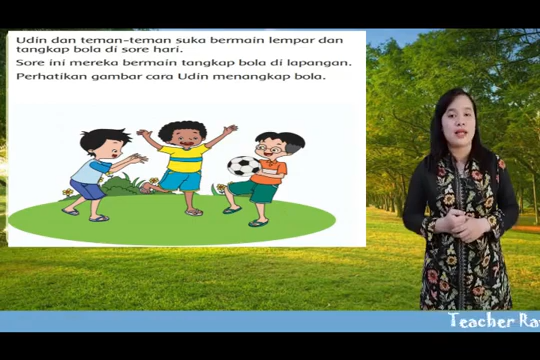 Udin dan teman-teman suka bermain lempar dan
tangkap bola di sore hari.
Sore ini mereka bermain tangkap bola di lapangan.
Perhatikan gambar cara Udin menangkap bola.
Teacher Ra